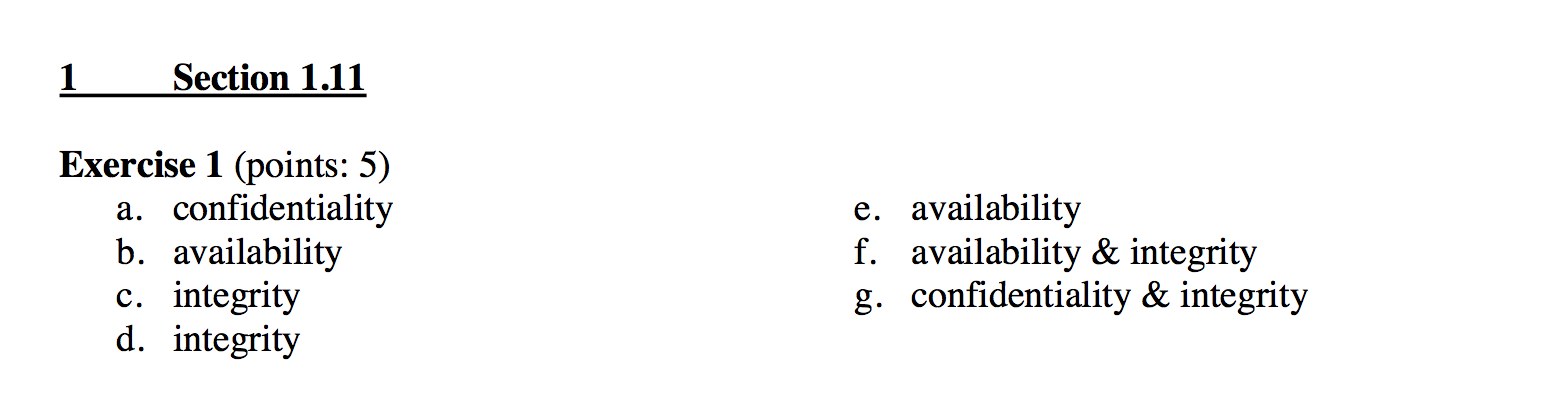 1 Section 1.11
Exercise 1 (points: 5)
a. confidentiality
b. availability
c. integrity
d. integrity
e. availability
f. availability & integrity
g. confidentiality & integrity